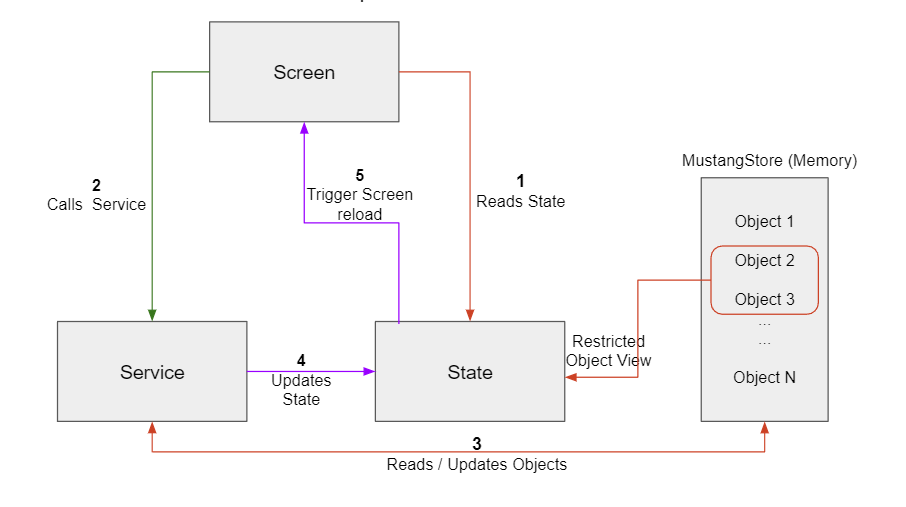 Screen
MustangStore (Memory)
5
Trigger Screen
reload
1
Reads State
2
Calls  Service
Object 1
Object 2
Object 3
...
...
Object N
Restricted
Object View
Service
4
Updates
State
State
3
Reads / Updates Objects